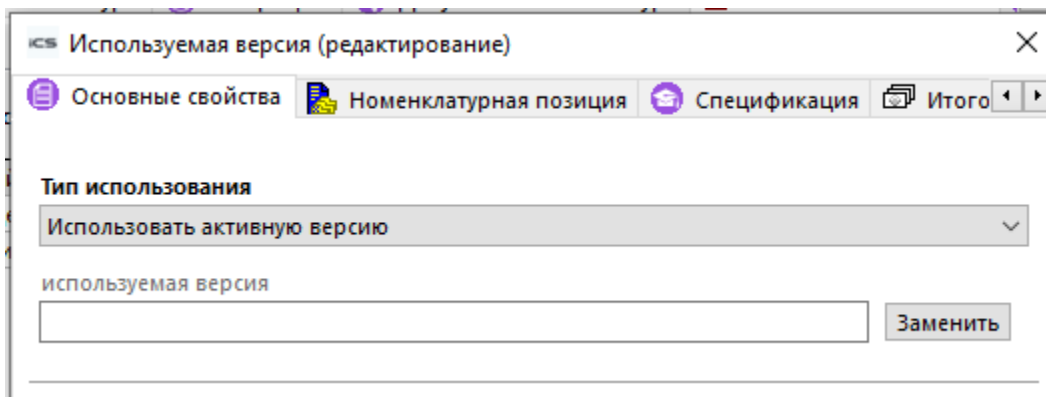 iCS Используемая версия (редактирование)
Основные свойства Номенклатурная позиция Спецификация Итого
Тип использования
Использовать активную версию
используемая версия
Заменить